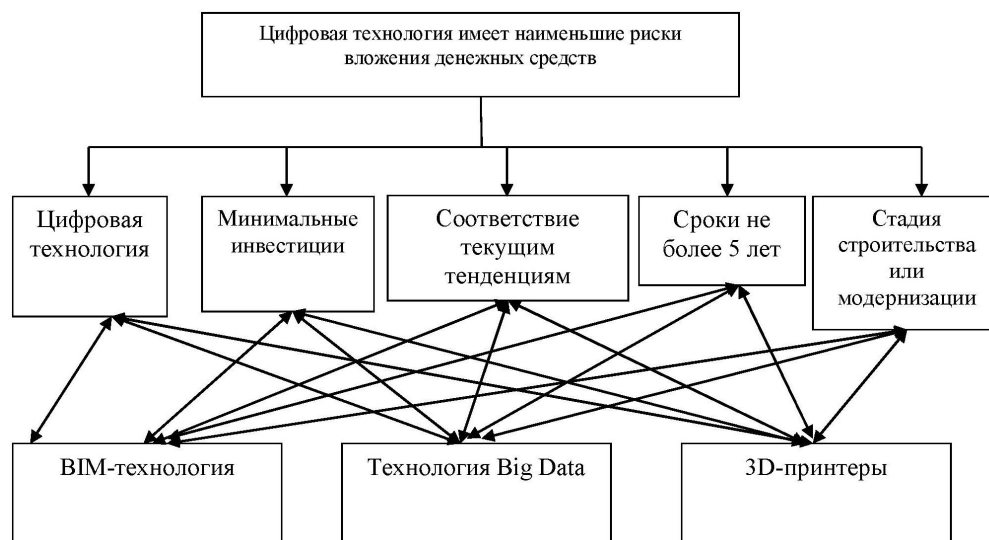 Цифровая технология имеет наименьшие риски
вложения денежных средств
Цифровая
технология
Минимальные
инвестиции
Соответствие
текущим
тенденциям
Сроки не
более 5 лет
Стадия
строительства
или
модернизации
BIM-технология
Технология Big Data
3D-принтеры